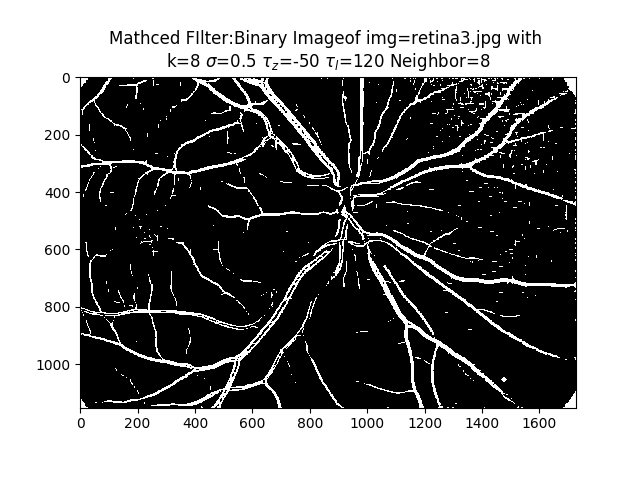 Mathced FIlter:Binary Imageof img=retina3.jpg with
k=8 σ=0.5 τz=-50 τl=120 Neighbor=8
0
200
400
600
800
1000
0 200 400 600 800 1000 1200 1400 1600